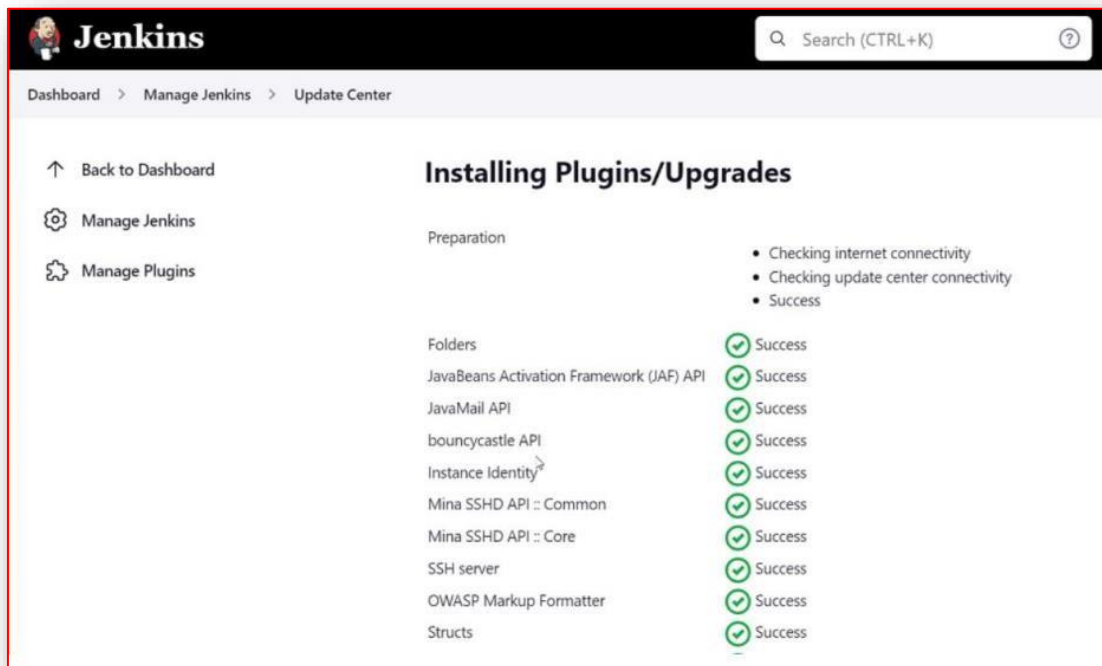 Jenkins
Search (CTRL+K)
Dashboard > Manage Jenkins > Update Center
Back to Dashboard
Manage Jenkins
Manage Plugins
Installing Plugins/Upgrades
Preparation
• Checking internet connectivity
• Checking update center connectivity
• Success
Folders Success
JavaBeans Activation Framework (JAF) API Success
JavaMail API Success
bouncycastle API Success
Instance Identity Success
Mina SSHD API :: Common Success
Mina SSHD API :: Core Success
SSH server Success
OWASP Markup Formatter Success
Structs Success